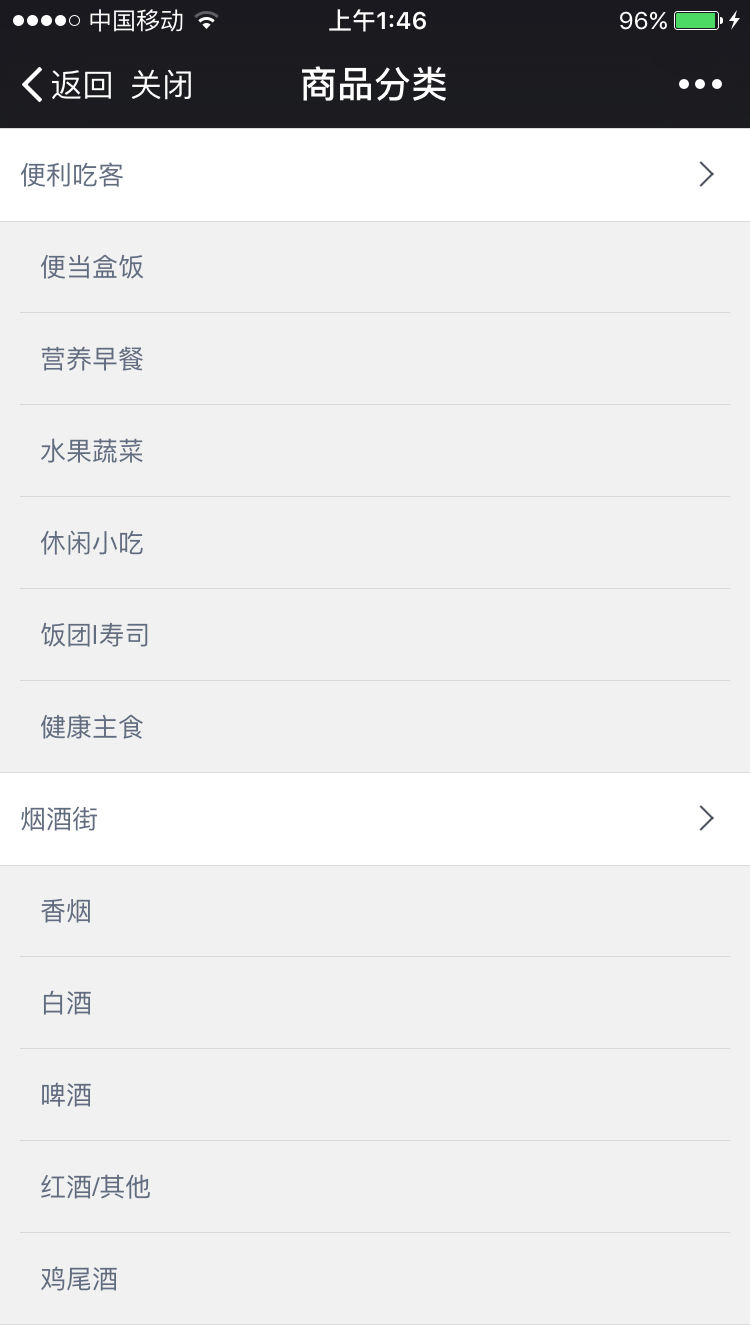 中国移动 上午1:46 96%
返回 关闭 商品分类
便利吃客
便当盒饭
营养早餐
水果蔬菜
休闲小吃
饭团l寿司
健康主食
烟酒街
香烟
白酒
啤酒
红酒/其他
鸡尾酒